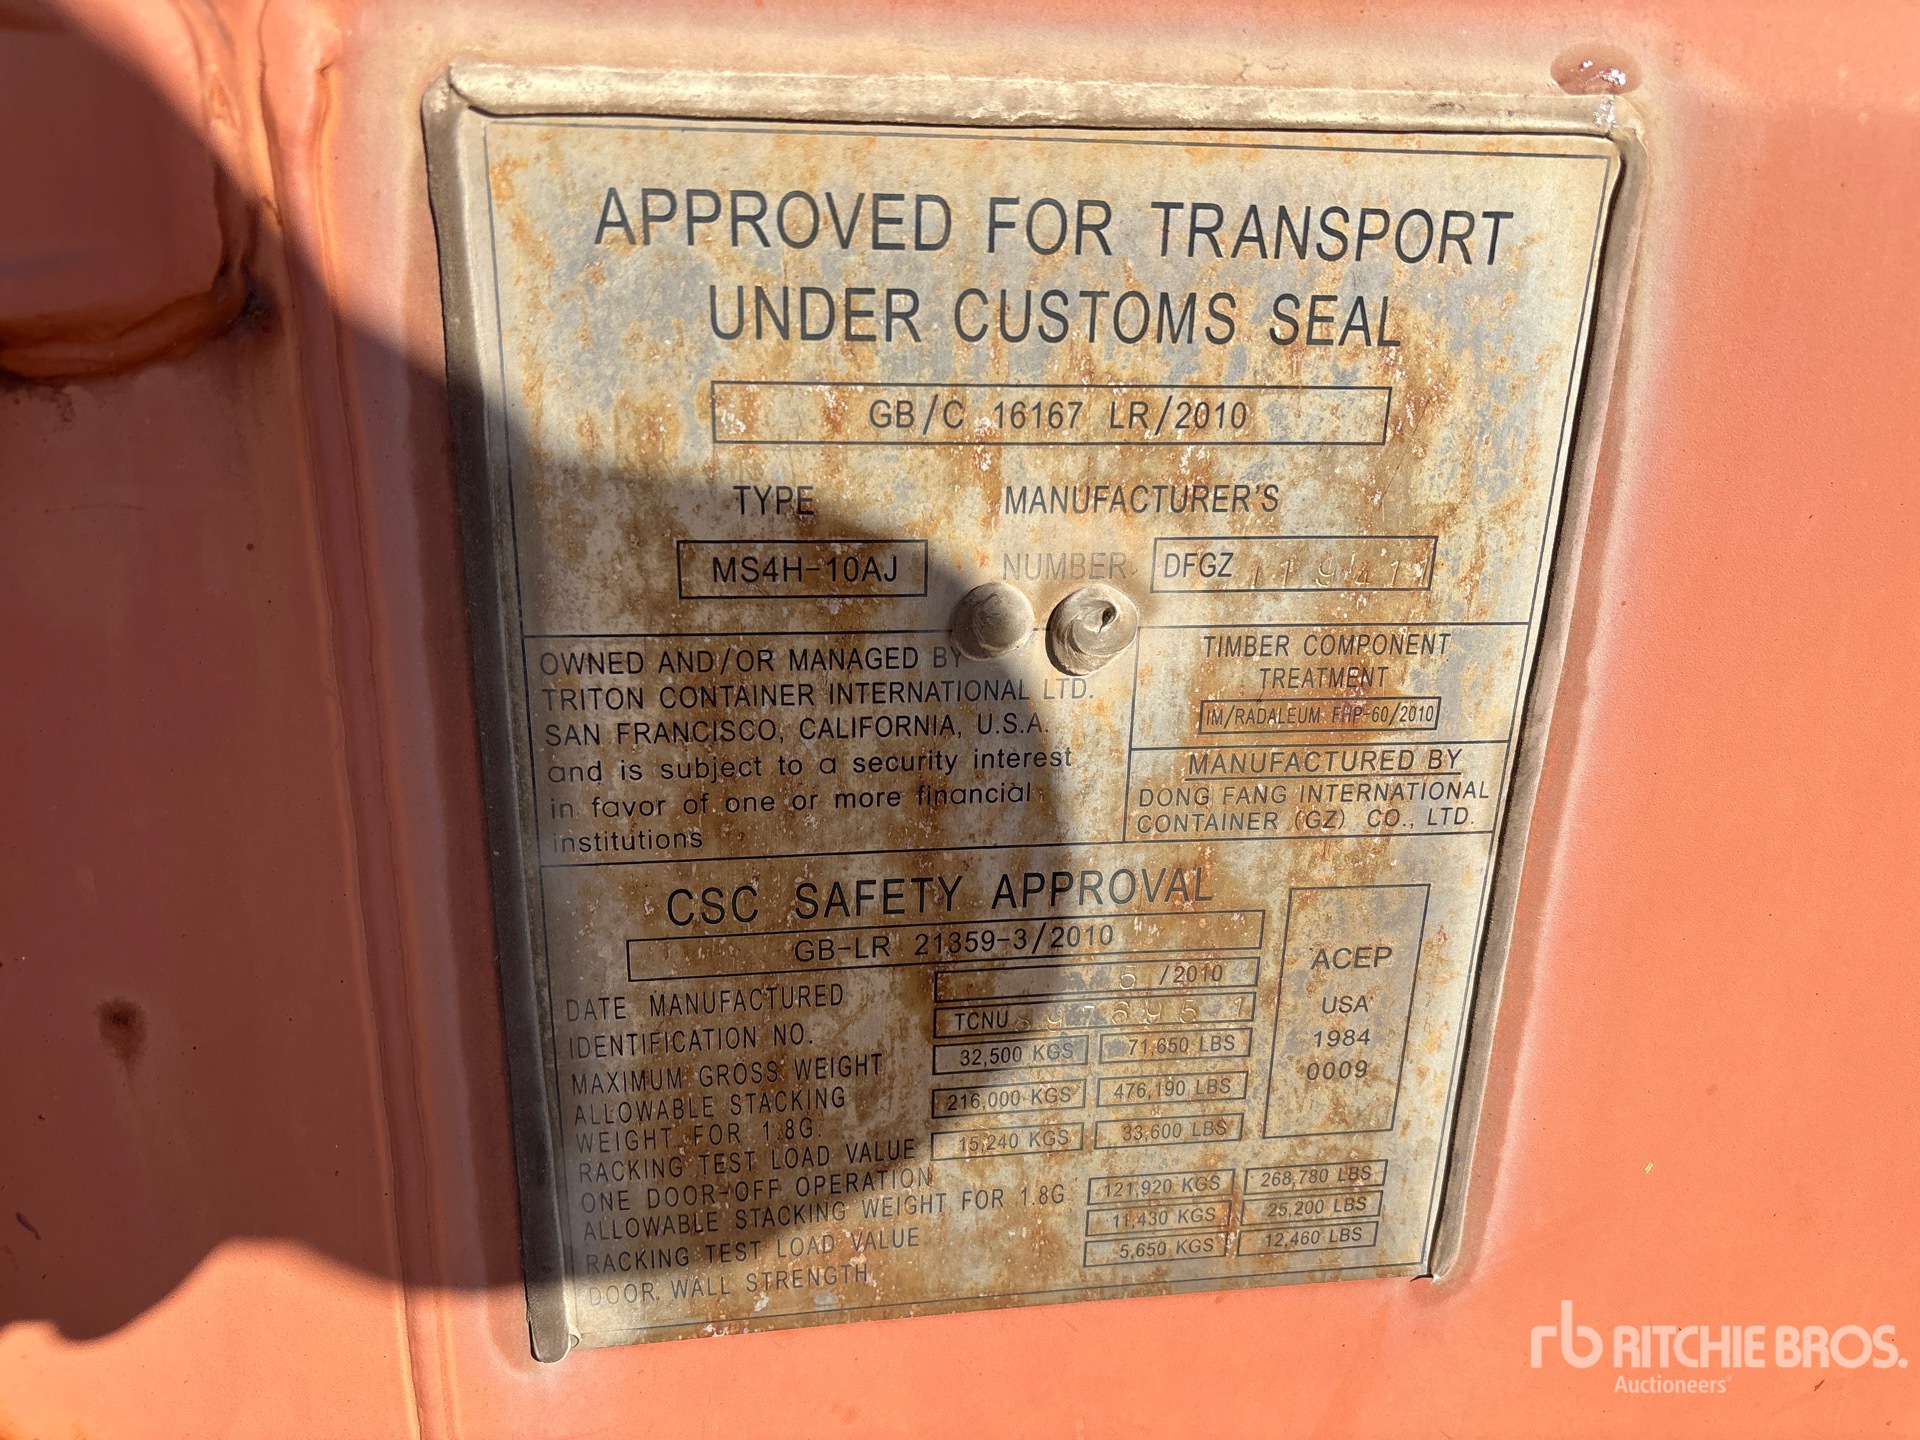 APPROVED FOR TRANSPORT
UNDER CUSTOMS SEAL
GB/C 16167 LR/2010
TYPE MANUFACTURER'S
MS4H-10AJ NUMBER DFGZ
OWNED AND/OR MANAGED BY
TRITON CONTAINER INTERNATIONAL LTD.
SAN FRANCISCO, CALIFORNIA, U.S.A.
and is subject to a security interest
in favor of one or more financial
institutions
TIMBER COMPONENT
TREATMENT
IM/RADALEUM FHP-60/2010
MANUFACTURED BY
DONG FANG INTERNATIONAL
CONTAINER (GZ) CO., LTD.
CSC SAFETY APPROVAL
GB-LR 21359-3/2010
DATE MANUFACTURED /2010
IDENTIFICATION NO. TCNU
MAXIMUM GROSS WEIGHT 32,500 KGS 71,650 LBS
ALLOWABLE STACKING
WEIGHT FOR 1.8G. 216,000 KGS 476,190 LBS
RACKING TEST LOAD VALUE 15,240 KGS 33,600 LBS
ONE DOOR-OFF OPERATION
ALLOWABLE STACKING WEIGHT FOR 1.8G 121,920 KGS 268,780 LBS
RACKING TEST LOAD VALUE 11,430 KGS 25,200 LBS
DOOR, WALL STRENGTH 5,650 KGS 12,460 LBS
ACEP
USA
1984
0009
rb RITCHIE BROS.
Auctioneers